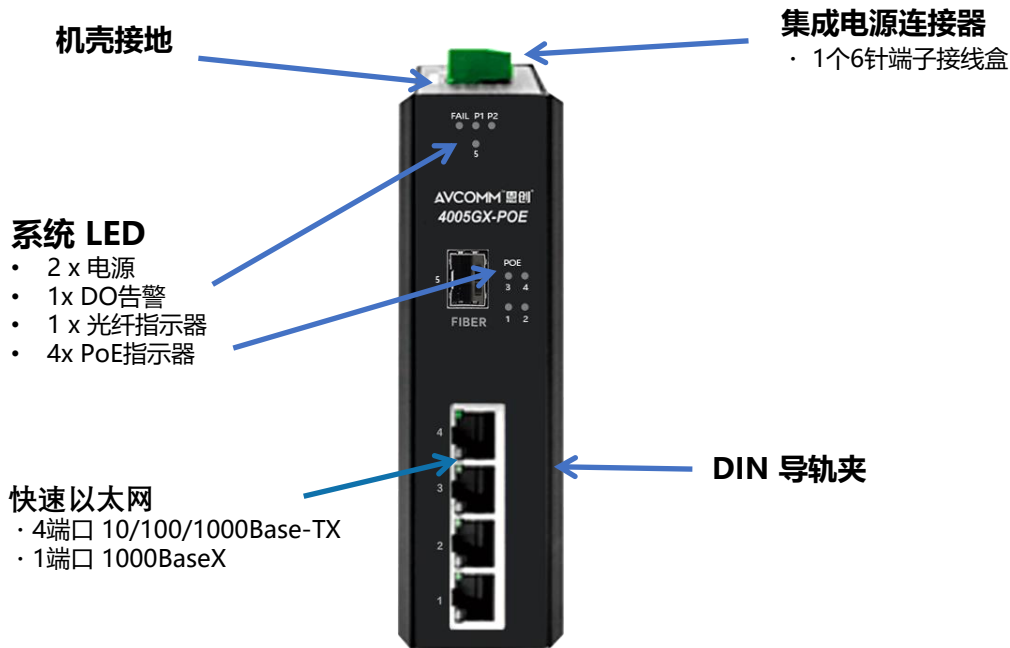 机壳接地
集成电源连接器
· 1个6针端子接线盒
FAIL P1 P2
5
AVCOMM 恩创
4005GX-POE
系统 LED
• 2 x 电源
• 1x DO告警
• 1 x 光纤指示器
• 4x PoE指示器
POE
5
3 4
FIBER
1 2
4
3
2
1
DIN 导轨夹
快速以太网
· 4端口 10/100/1000Base-TX
· 1端口 1000BaseX